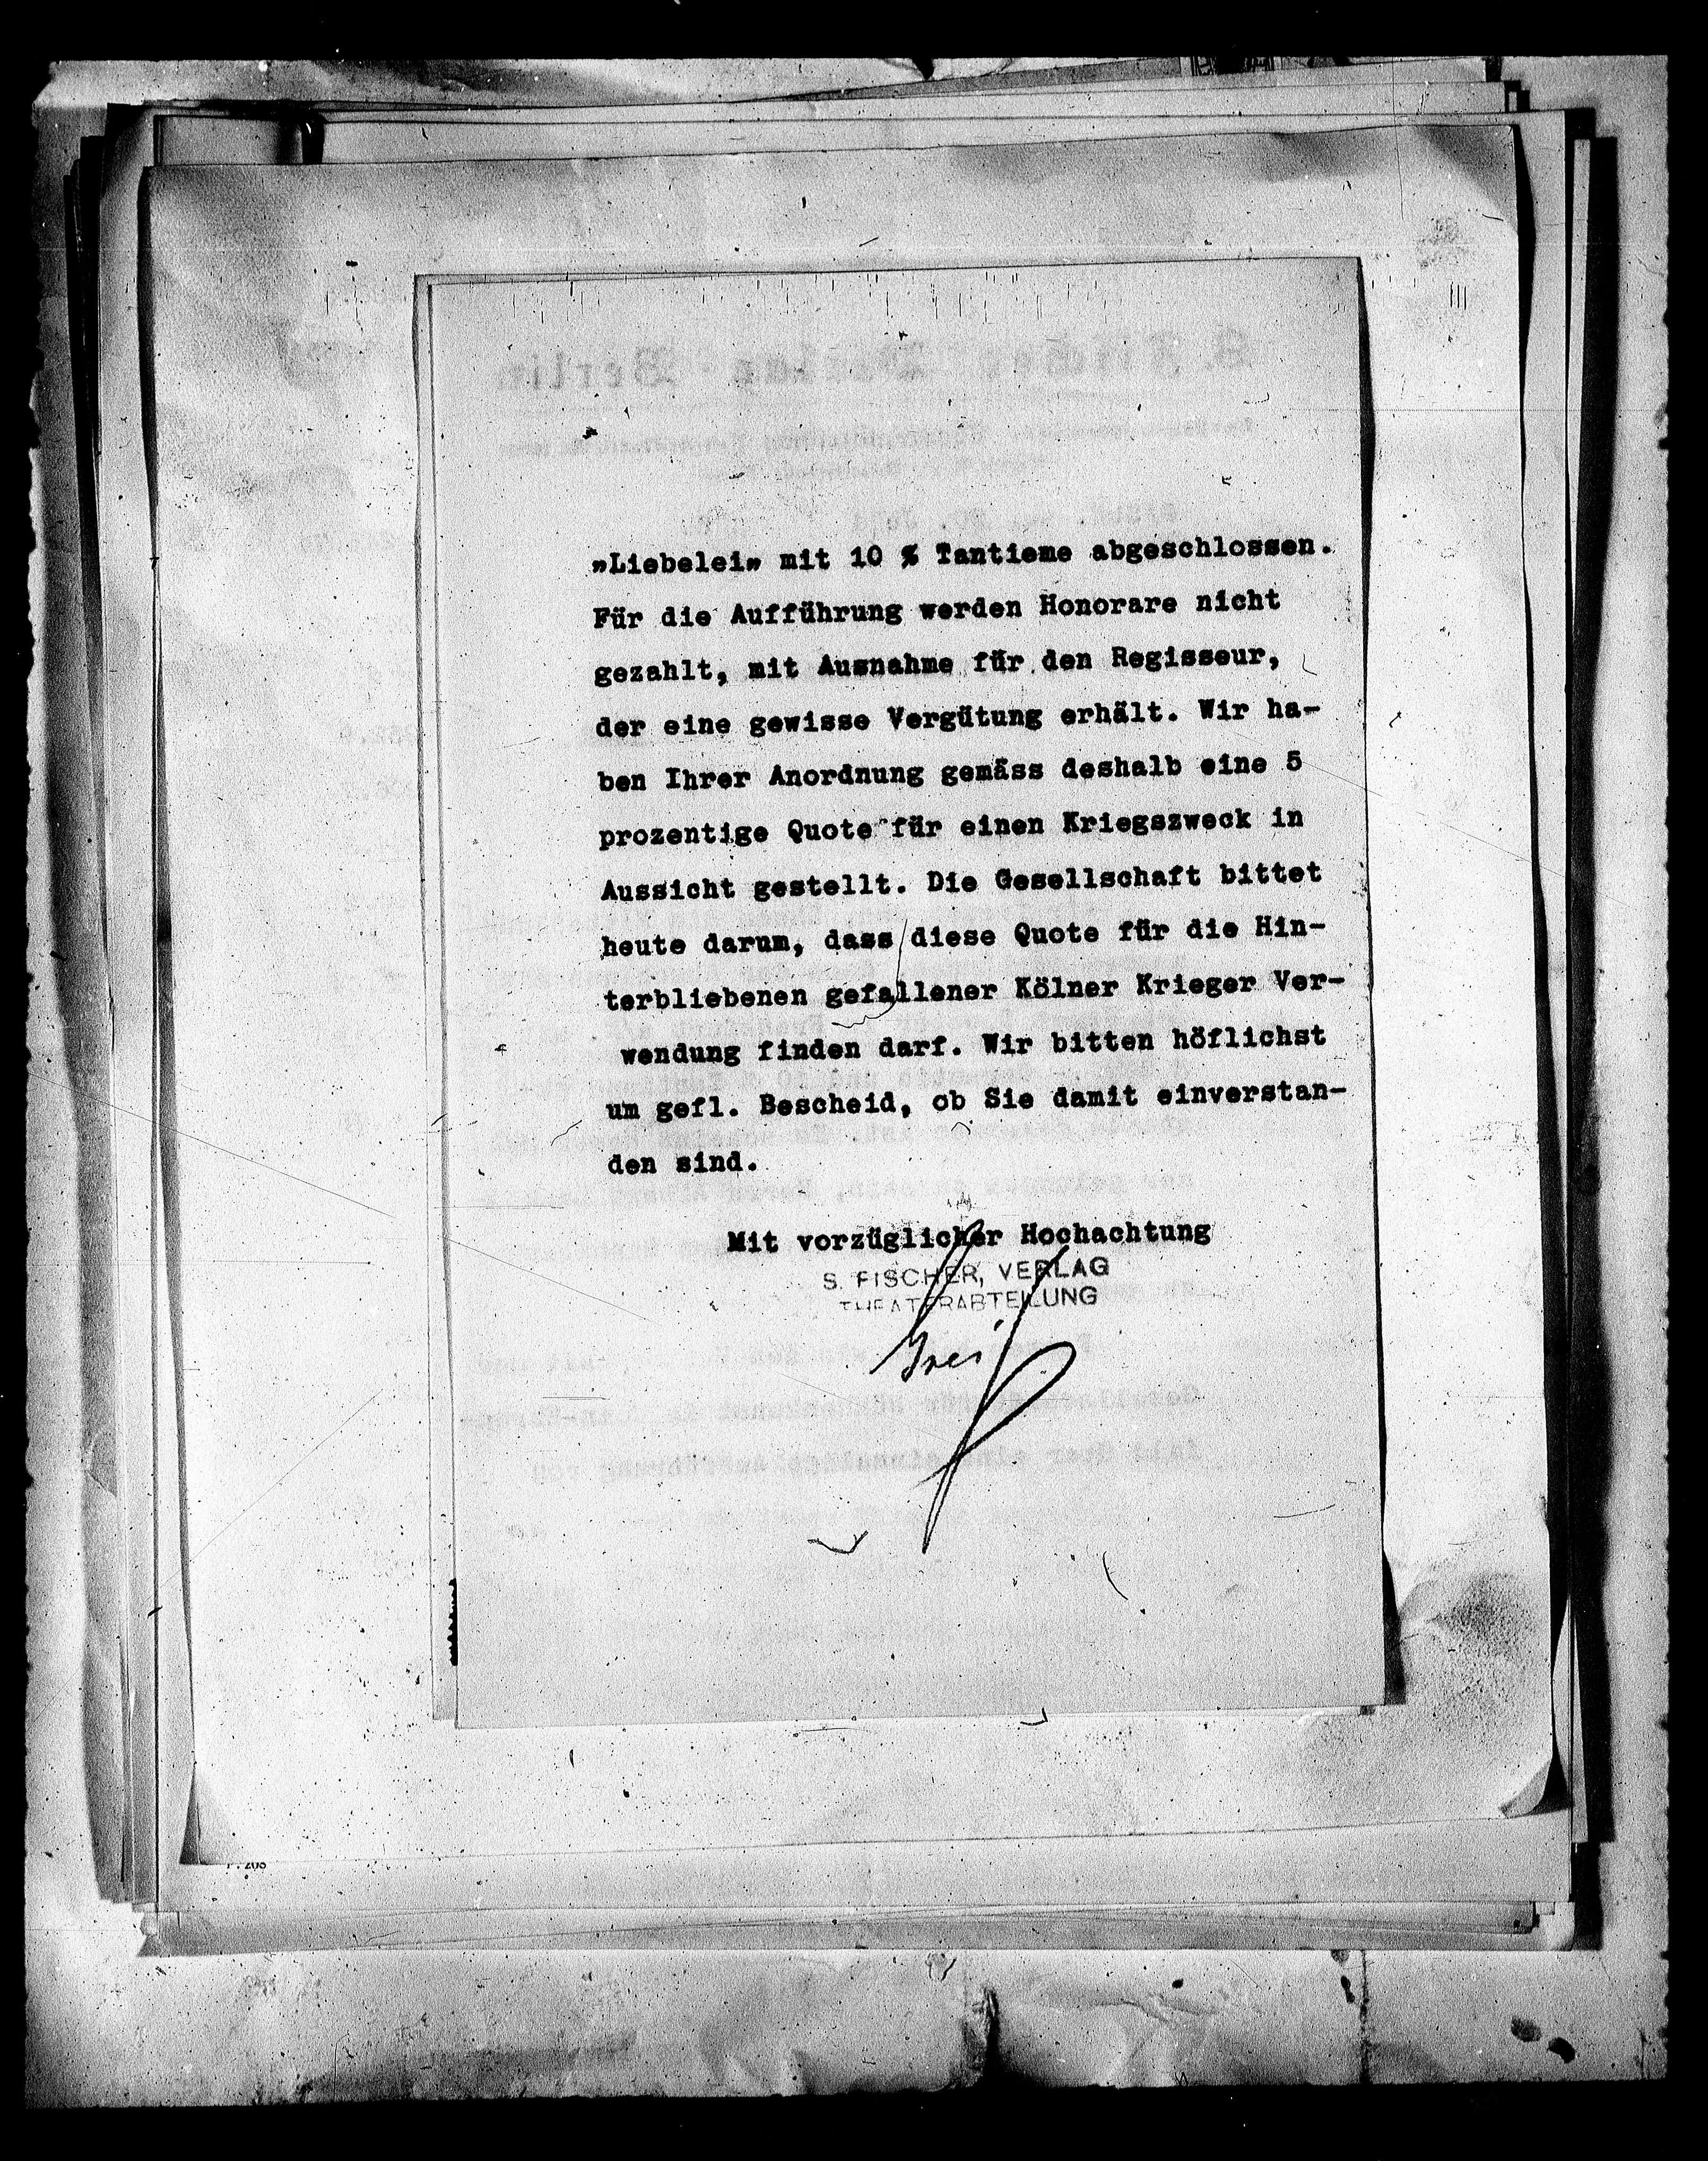 „Liebelei„ mit 10 % Tantieme abgeschlossen.
Für die Aufführung werden Honorare nicht
gezahlt, mit Ausnahme für den Regisseur,
der eine gewisse Vergütung erhält. Wir ha-
ben Ihrer Anordnung gemäss deshalb eine 5
prozentige Quote für einen Kriegszweck in
Aussicht gestellt. Die Gesellschaft bittet
heute darum, dass diese Quote für die Hin-
terbliebenen gefallener Kölner Krieger Ver-
wendung finden darf. Wir bitten höflichst
um gefl. Bescheid, ob Sie damit einverstan-
den sind.
Mit vorzüglicher Hochachtung
S. FISCHER, VERLAG
THEATERABTEILUNG